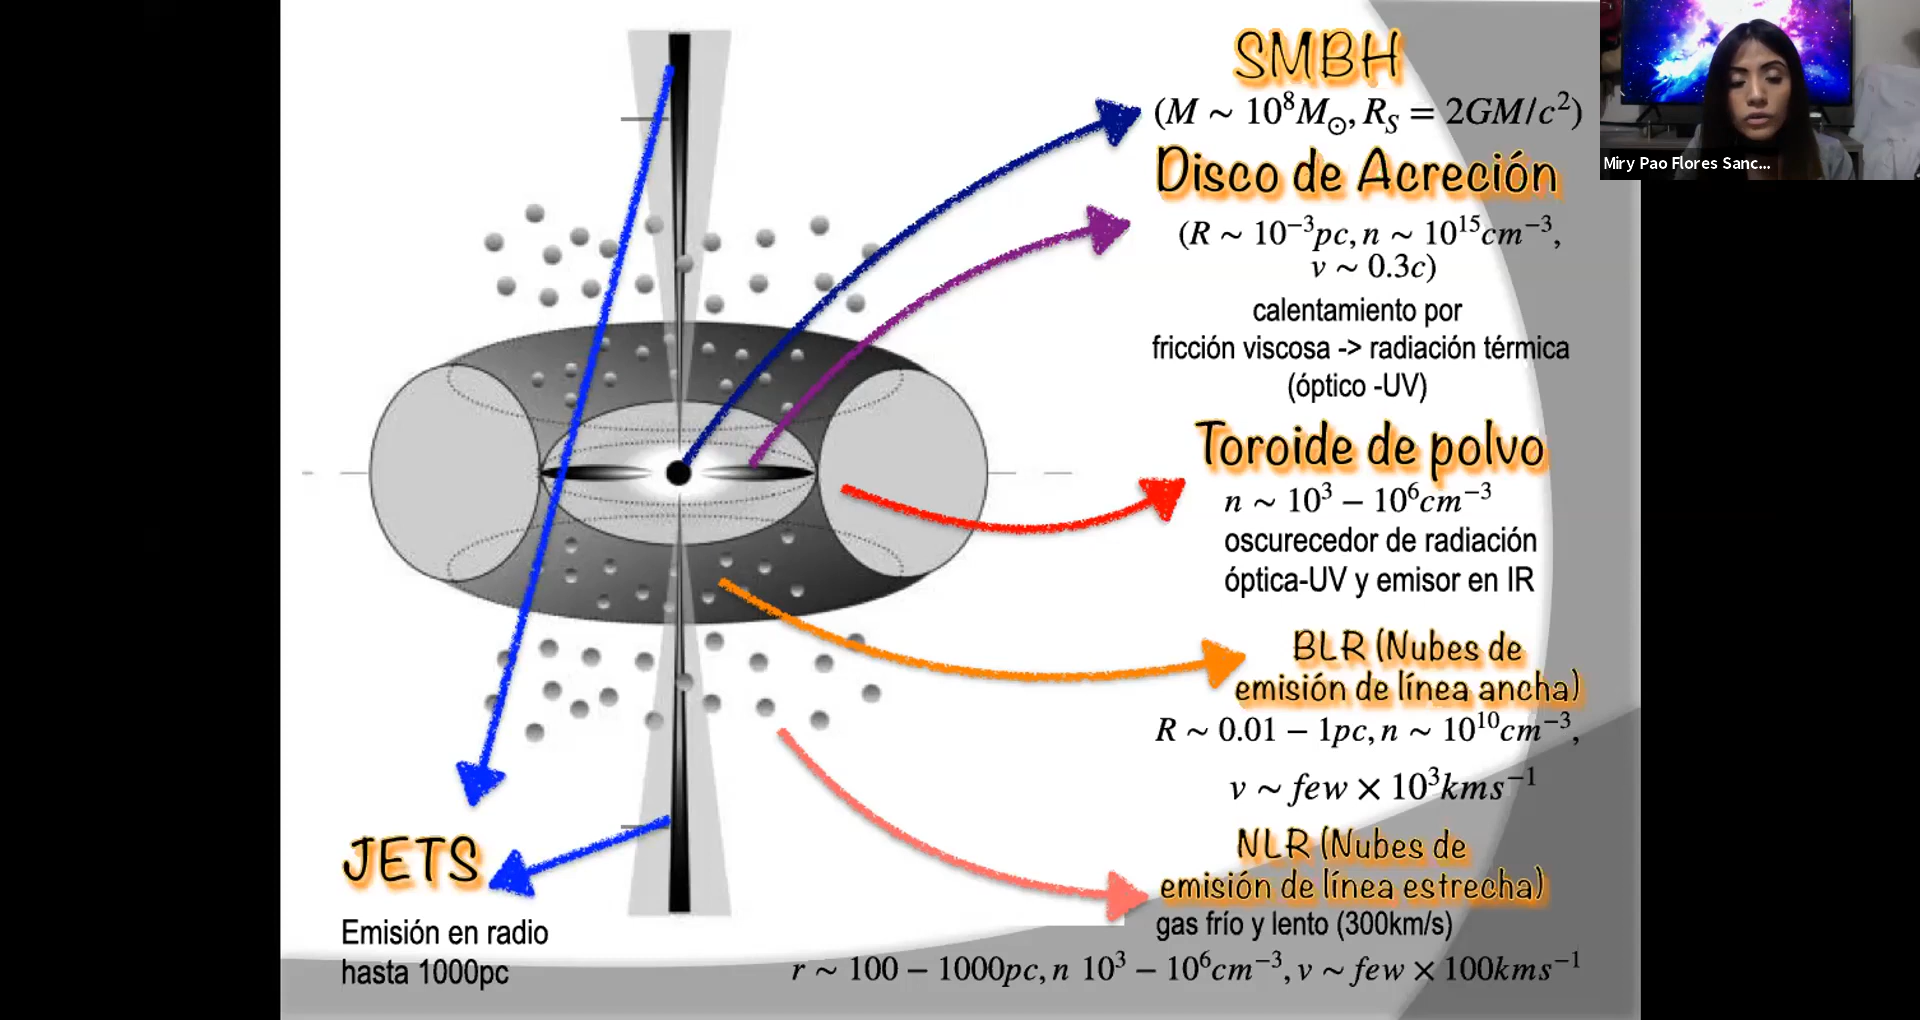 SMBH
(M ∼ 10⁸M⊙, R_S = 2GM/c²)
Disco de Acreción
(R ∼ 10⁻³pc, n ∼ 10¹⁵cm⁻³,
v ∼ 0.3c)
calentamiento por
fricción viscosa -> radiación térmica
(óptico -UV)
Toroide de polvo
n ∼ 10³ − 10⁶cm⁻³
oscurecedor de radiación
óptica-UV y emisor en IR
BLR (Nubes de
emisión de línea ancha)
R ∼ 0.01 − 1pc, n ∼ 10¹⁰cm⁻³,
v ∼ few × 10³kms⁻¹
NLR (Nubes de
emisión de línea estrecha)
gas frío y lento (300km/s)
r ∼ 100 − 1000pc, n 10³ − 10⁶cm⁻³, v ∼ few × 100kms⁻¹
JETS
Emisión en radio
hasta 1000pc
Miry Pao Flores Sanc...